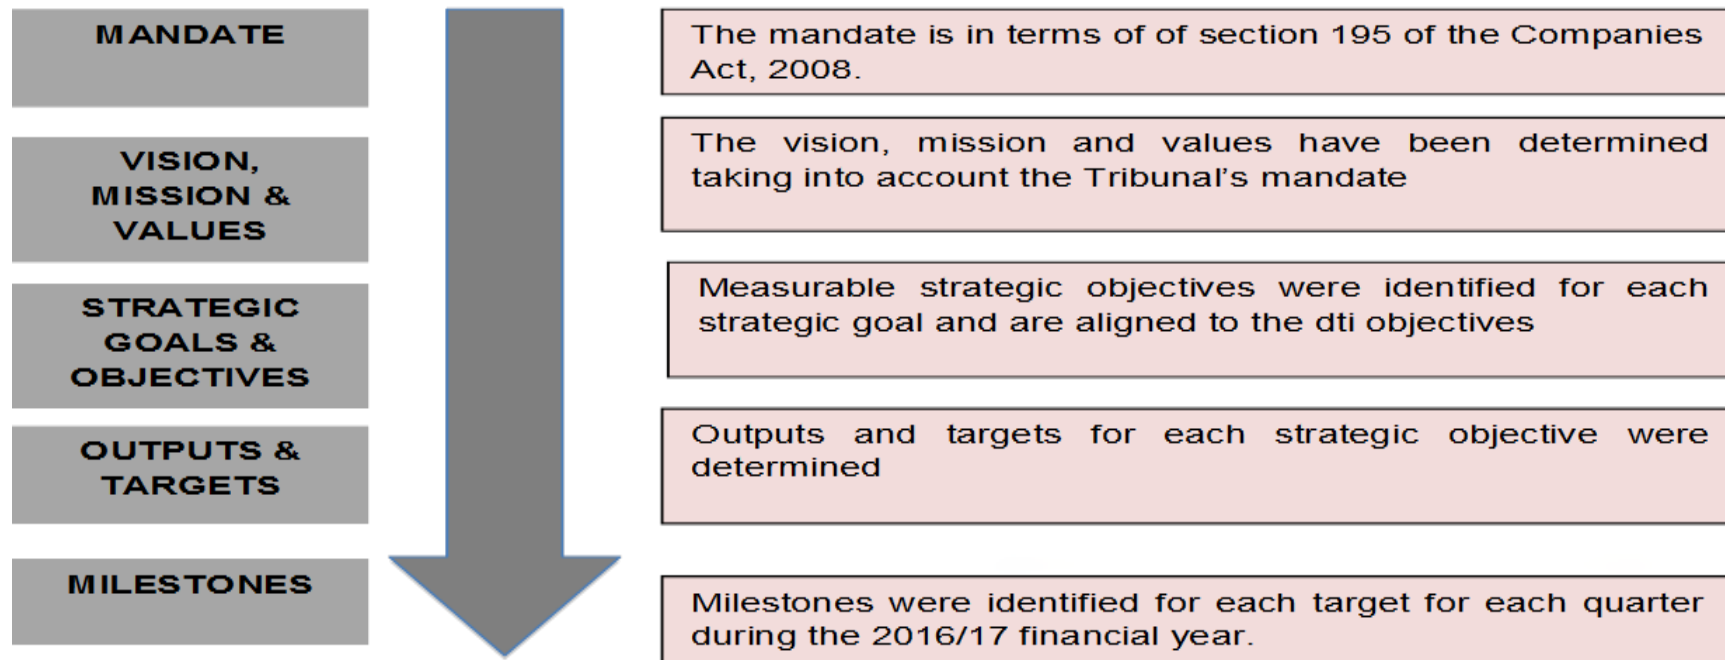 MANDATE
The mandate is in terms of of section 195 of the Companies
Act, 2008.
VISION,
MISSION &
VALUES
The vision, mission and values have been determined
taking into account the Tribunal's mandate
STRATEGIC
GOALS &
OBJECTIVES
Measurable strategic objectives were identified for each
strategic goal and are aligned to the dti objectives
OUTPUTS &
TARGETS
Outputs and targets for each strategic objective were
determined
MILESTONES
Milestones were identified for each target for each quarter
during the 2016/17 financial year.